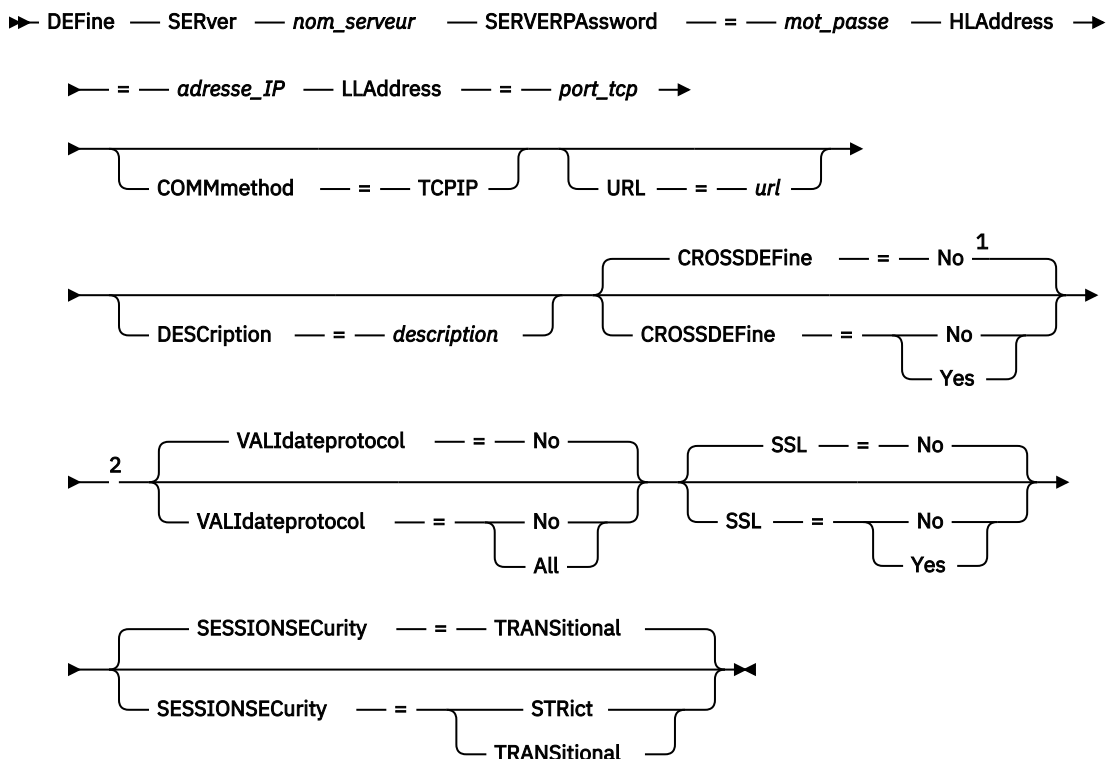 DEFine SERver nom_serveur SERVERPAssword = mot_passe HLAddress
= adresse_IP LLAddress = port_tcp
COMMmethod = TCPIP URL = url
CROSSDEFine = No 1
DESCription = description CROSSDEFine = No
Yes
2 VALIdateprotocol = No SSL = No
VALIdateprotocol = No SSL = No
All Yes
SESSIONSECurity = TRANSitional
SESSIONSECurity = STRict
TRANSitional